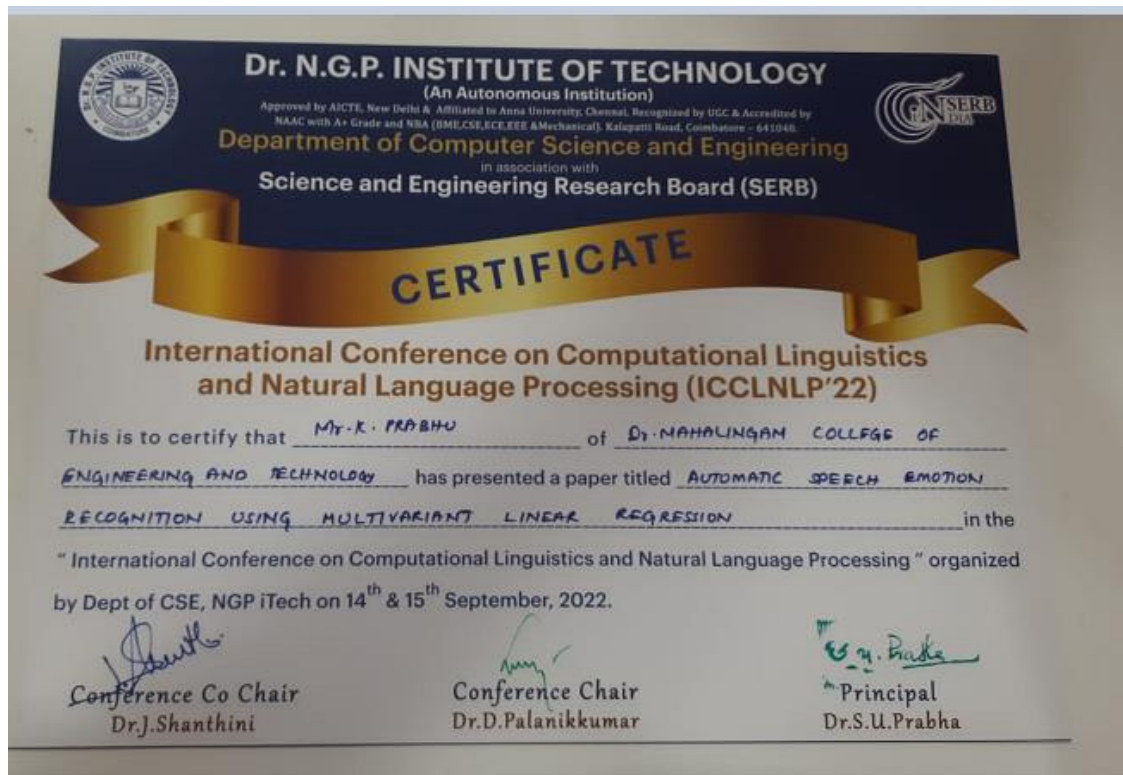 Dr. N.G.P. INSTITUTE OF TECHNOLOGY
(An Autonomous Institution)
Approved by AICTE, New Delhi & Affiliated to Anna University, Chennai, Recognized by UGC & Accredited by
NAAC with A+ Grade and NBA (BME,CSE,ECE,EEE &Mechanical). Kalapatti Road, Coimbatore - 641048.
Department of Computer Science and Engineering
in association with
Science and Engineering Research Board (SERB)
Dr. N.G.P. INSTITUTE OF TECHNOLOGY
COIMBATORE
SERB
INDIA
CERTIFICATE
International Conference on Computational Linguistics
and Natural Language Processing (ICCLNLP'22)
This is to certify that Mr. K. PRABHU of Dr. MAHALINGAM COLLEGE OF
ENGINEERING AND TECHNOLOGY has presented a paper titled AUTOMATIC SPEECH EMOTION
RECOGNITION USING MULTIVARIANT LINEAR REGRESSION in the
" International Conference on Computational Linguistics and Natural Language Processing " organized
by Dept of CSE, NGP iTech on 14th & 15th September, 2022.
Conference Co Chair
Dr.J.Shanthini
Conference Chair
Dr.D.Palanikkumar
Principal
Dr.S.U.Prabha